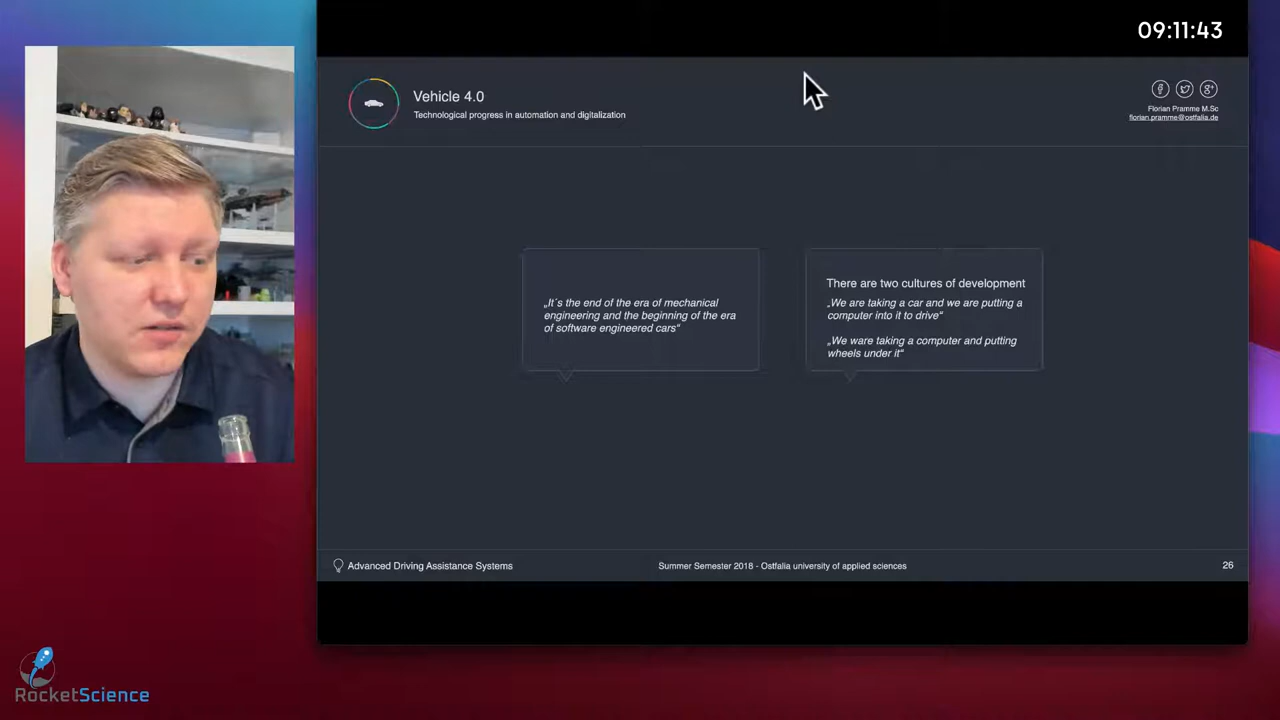 09:11:43
Vehicle 4.0
Technological progress in automation and digitalization
Florian Pramme M.Sc
florian.pramme@ostfalia.de
„It´s the end of the era of mechanical
engineering and the beginning of the era
of software engineered cars“
There are two cultures of development
„We are taking a car and we are putting a
computer into it to drive“
„We ware taking a computer and putting
wheels under it“
Advanced Driving Assistance Systems
Summer Semester 2018 - Ostfalia university of applied sciences
26
RocketScience